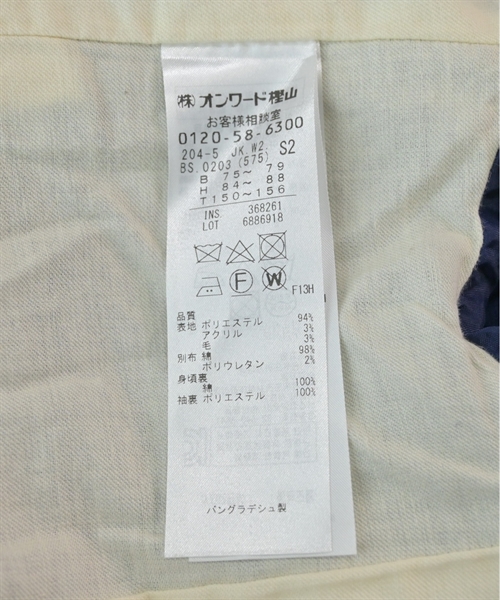 ㈱オンワード樫山
お客様相談室
0120-58-6300
204-5 JK.W2. S2
BS.0203 (575)
B 75～ 79
H 84～ 88
T150～156
INS 368261
LOT 6886918
F W F13H
品質
表地 ポリエステル 94%
アクリル 3%
毛 3%
別布 綿 98%
ポリウレタン 2%
身頃裏
綿 100%
袖裏 ポリエステル 100%
バングラデシュ製